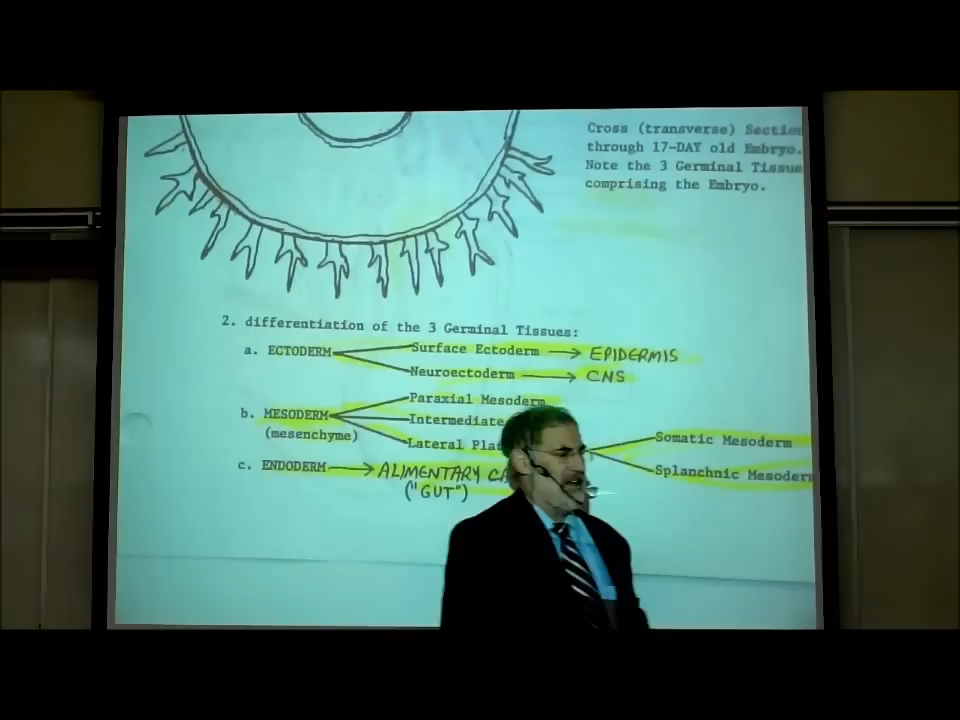 Cross (transverse) Section
through 17-DAY old Embryo.
Note the 3 Germinal Tissue
comprising the Embryo.
2. differentiation of the 3 Germinal Tissues:
a. ECTODERM
Surface Ectoderm → EPIDERMIS
Neuroectoderm → CNS
b. MESODERM
(mesenchyme)
Paraxial Mesoderm
Intermediate
Lateral
Somatic Mesoderm
Splanchnic Mesoderm
c. ENDODERM → ALIMENTARY
("GUT")